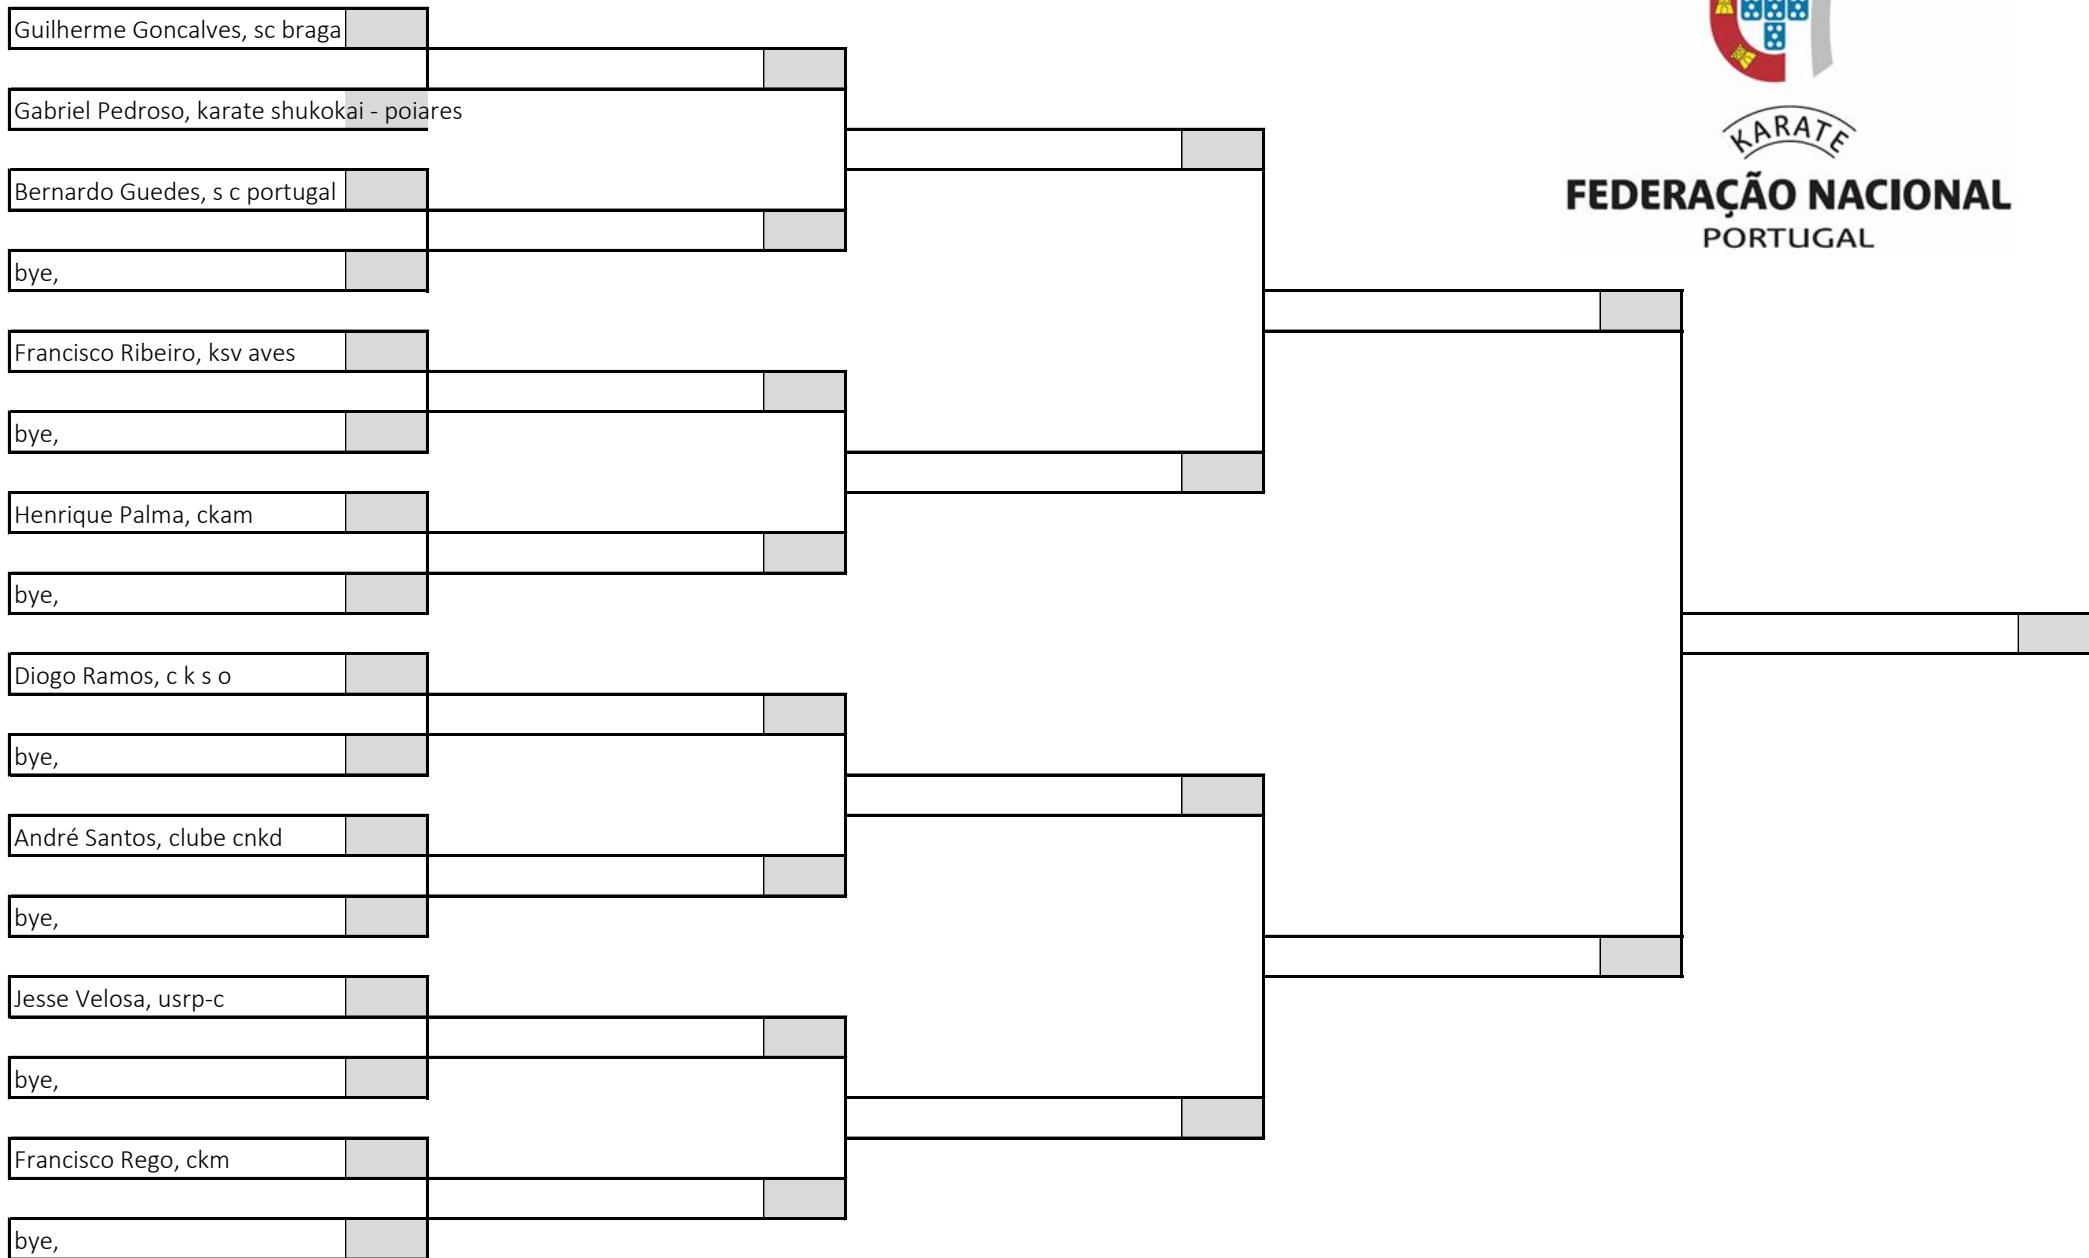 Guilherme Goncalves, sc braga
Gabriel Pedroso, karate shukokai - poiares
Bernardo Guedes, s c portugal
bye,
Francisco Ribeiro, ksv aves
bye,
Henrique Palma, ckam
bye,
Diogo Ramos, c k s o
bye,
André Santos, clube cnkd
bye,
Jesse Velosa, usrp-c
bye,
Francisco Rego, ckm
bye,
KARATE
FEDERAÇÃO NACIONAL
PORTUGAL